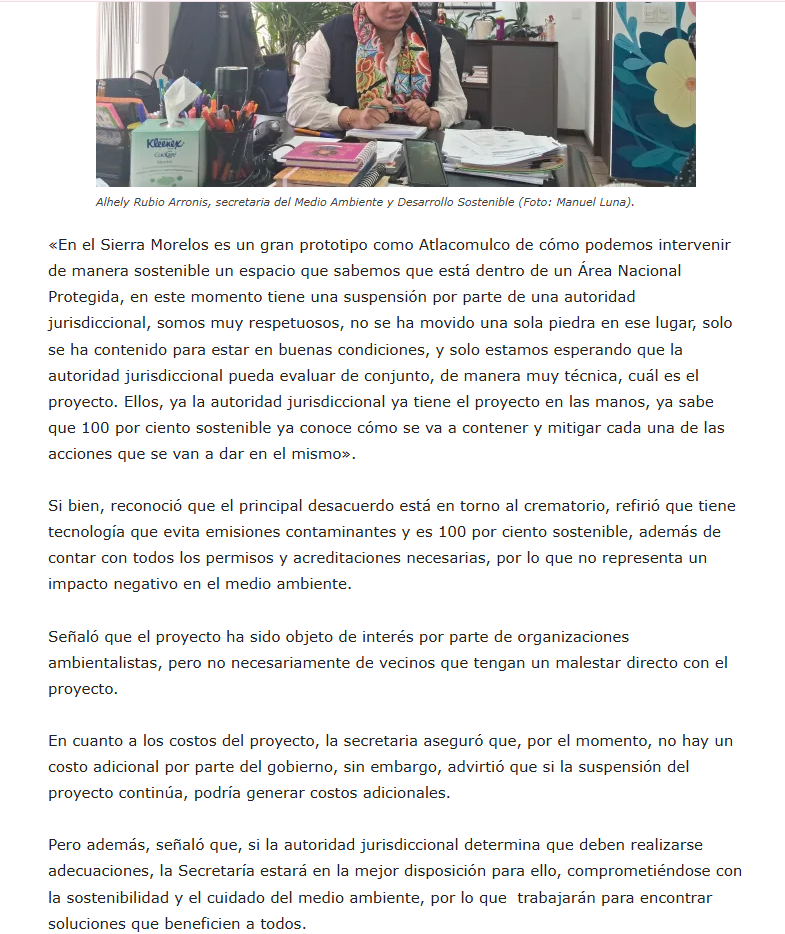 Kleenex
Alhely Rubio Arronis, secretaria del Medio Ambiente y Desarrollo Sostenible (Foto: Manuel Luna).
«En el Sierra Morelos es un gran prototipo como Atlacomulco de cómo podemos intervenir
de manera sostenible un espacio que sabemos que está dentro de un Área Nacional
Protegida, en este momento tiene una suspensión por parte de una autoridad
jurisdiccional, somos muy respetuosos, no se ha movido una sola piedra en ese lugar, solo
se ha contenido para estar en buenas condiciones, y solo estamos esperando que la
autoridad jurisdiccional pueda evaluar de conjunto, de manera muy técnica, cuál es el
proyecto. Ellos, ya la autoridad jurisdiccional ya tiene el proyecto en las manos, ya sabe
que 100 por ciento sostenible ya conoce cómo se va a contener y mitigar cada una de las
acciones que se van a dar en el mismo».
Si bien, reconoció que el principal desacuerdo está en torno al crematorio, refirió que tiene
tecnología que evita emisiones contaminantes y es 100 por ciento sostenible, además de
contar con todos los permisos y acreditaciones necesarias, por lo que no representa un
impacto negativo en el medio ambiente.
Señaló que el proyecto ha sido objeto de interés por parte de organizaciones
ambientalistas, pero no necesariamente de vecinos que tengan un malestar directo con el
proyecto.
En cuanto a los costos del proyecto, la secretaria aseguró que, por el momento, no hay un
costo adicional por parte del gobierno, sin embargo, advirtió que si la suspensión del
proyecto continúa, podría generar costos adicionales.
Pero además, señaló que, si la autoridad jurisdiccional determina que deben realizarse
adecuaciones, la Secretaría estará en la mejor disposición para ello, comprometiéndose con
la sostenibilidad y el cuidado del medio ambiente, por lo que  trabajarán para encontrar
soluciones que beneficien a todos.